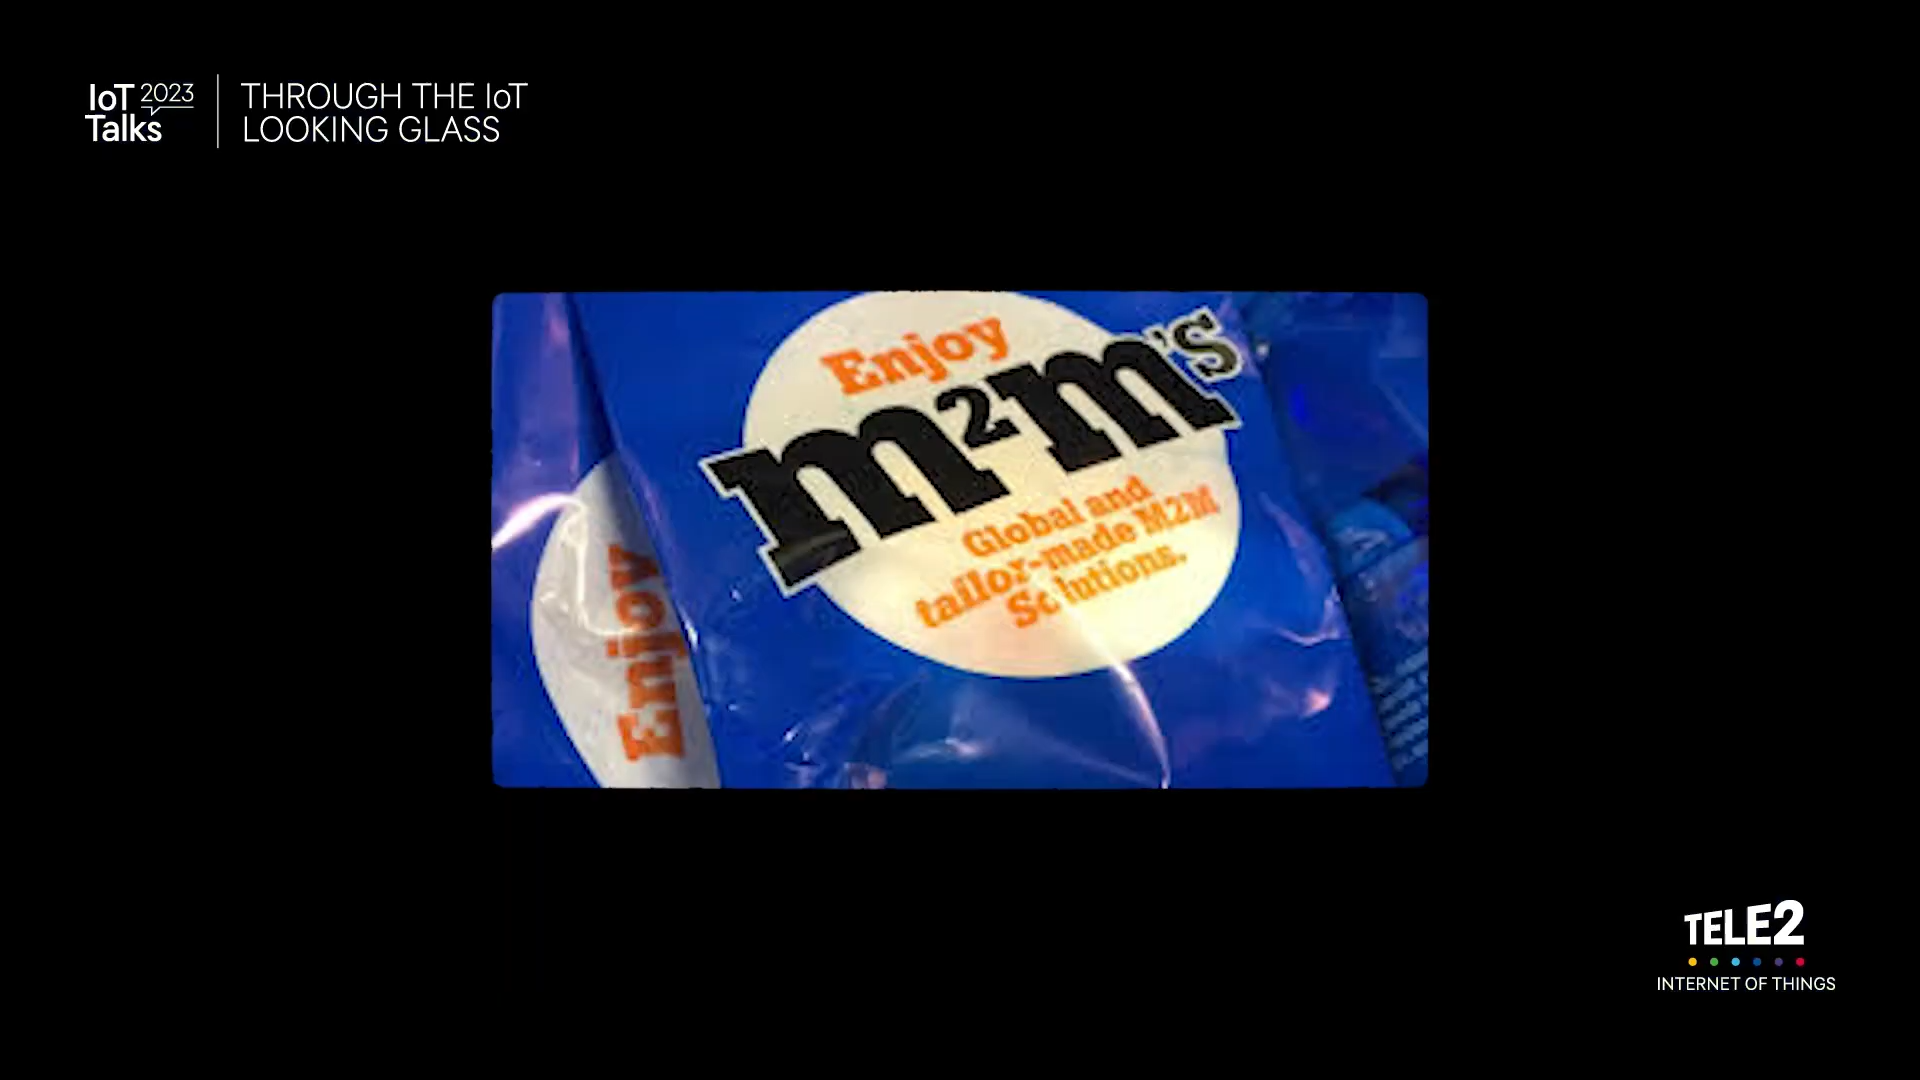 IoT 2023
Talks
THROUGH THE IoT
LOOKING GLASS
Enjoy
m2m's
Global and
tailor-made M2M
Solutions.
Enjoy
TELE2
INTERNET OF THINGS